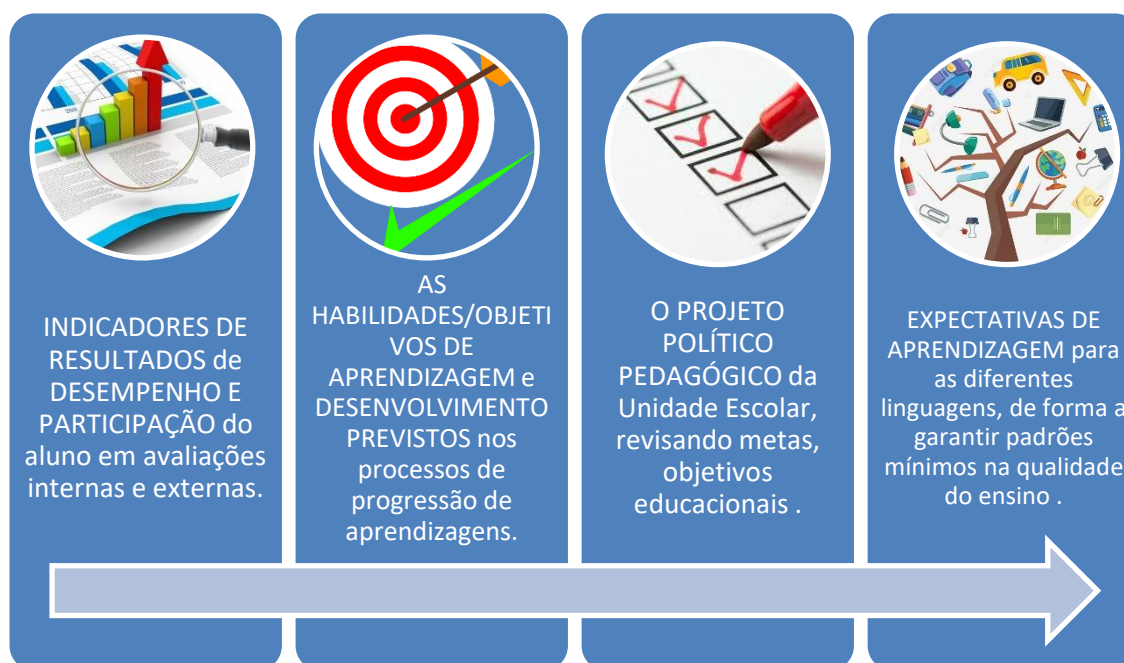 INDICADORES DE
RESULTADOS de
DESEMPENHO E
PARTICIPAÇÃO do
aluno em avaliações
internas e externas.
AS
HABILIDADES/OBJETI
VOS DE
APRENDIZAGEM e
DESENVOLVIMENTO
PREVISTOS nos
processos de
progressão de
aprendizagens.
O PROJETO
POLÍTICO
PEDAGÓGICO da
Unidade Escolar,
revisando metas,
objetivos
educacionais .
EXPECTATIVAS DE
APRENDIZAGEM para
as diferentes
linguagens, de forma a
garantir padrões
mínimos na qualidade
do ensino .